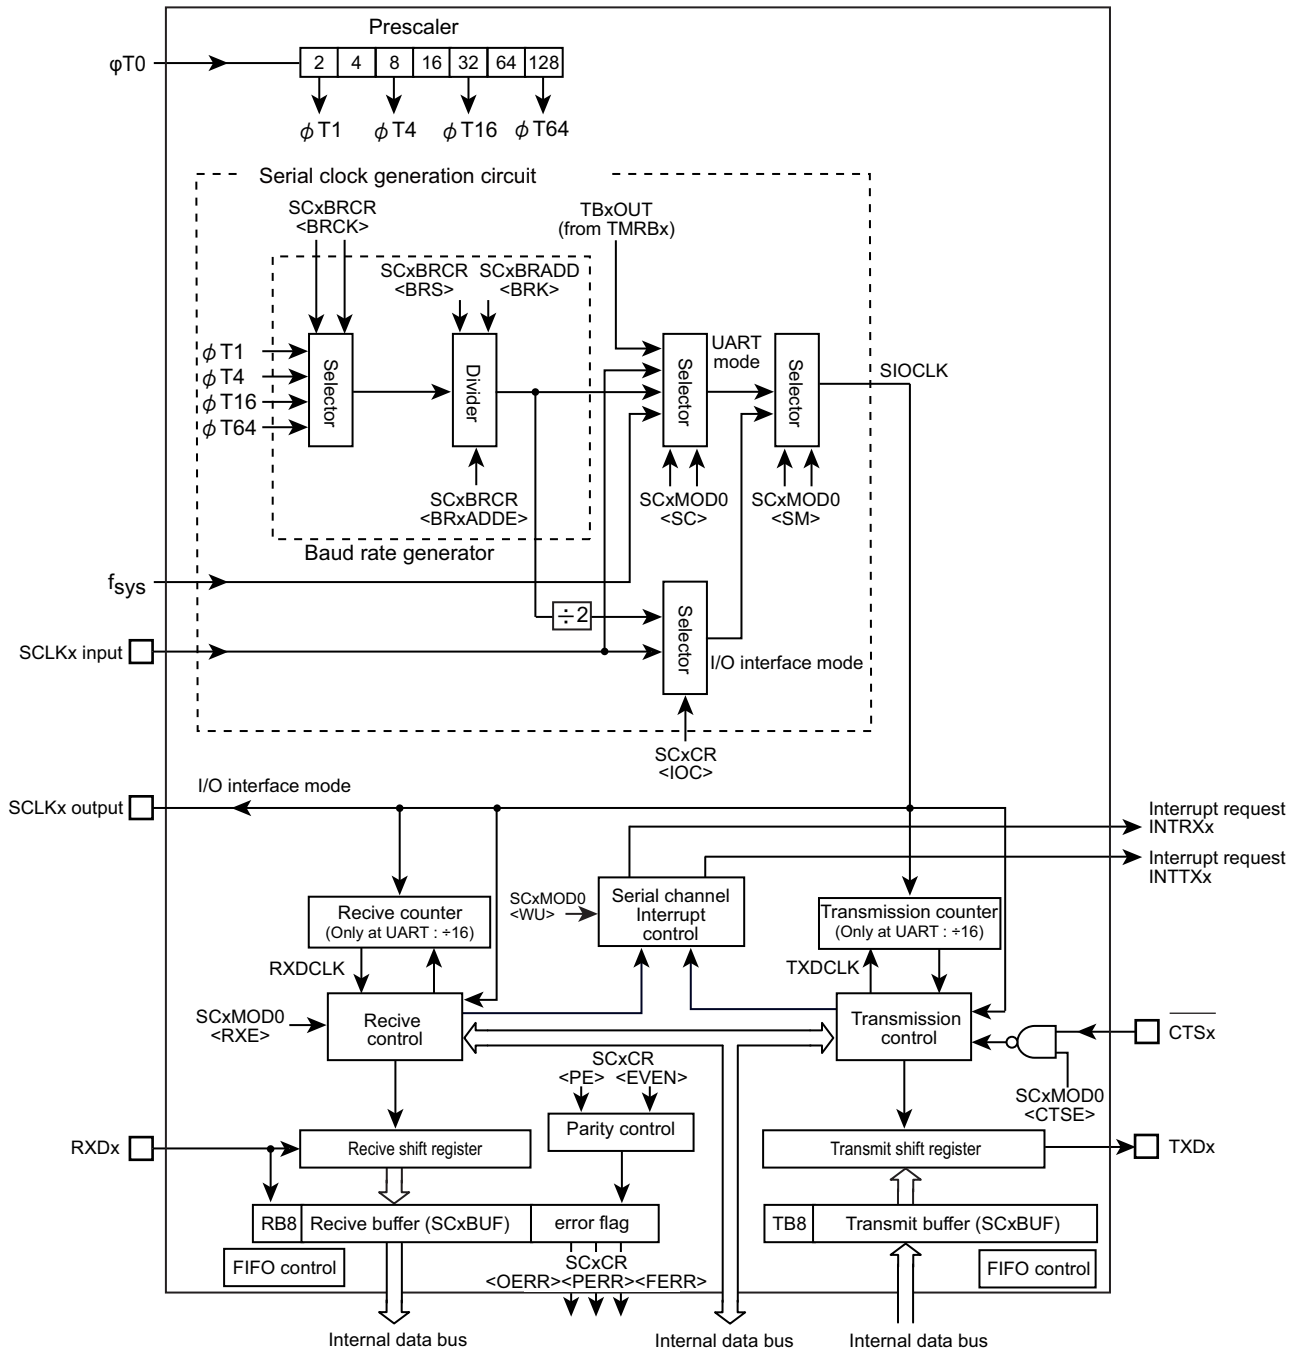 Prescaler
φT0
2 4 8 16 32 64 128
ϕT1 ϕT4 ϕT16 ϕT64
Serial clock generation circuit
SCxBRCR
<BRCK>
TBxOUT
(from TMRBx)
SCxBRCR
<BRS>
SCxBRADD
<BRK>
ϕT1
ϕT4
ϕT16
ϕT64
Selector
Divider
Selector
UART
mode
Selector
SIOCLK
SCxBRCR
<BRxADDE>
SCxMOD0
<SC>
SCxMOD0
<SM>
Baud rate generator
fsys
÷2
Selector
SCLKx input
I/O interface mode
SCxCR
<IOC>
I/O interface mode
SCLKx output
Interrupt request
INTRXx
Interrupt request
INTTXx
Recive counter
(Only at UART : ÷16)
SCxMOD0
<WU>
Serial channel
Interrupt
control
Transmission counter
(Only at UART : ÷16)
RXDCLK
TXDCLK
SCxMOD0
<RXE>
Recive
control
Transmission
control
CTSx
SCxMOD0
<CTSE>
SCxCR
<PE> <EVEN>
Parity control
RXDx
Recive shift register
Transmit shift register
TXDx
RB8 Recive buffer (SCxBUF) error flag
TB8 Transmit buffer (SCxBUF)
FIFO control
SCxCR
<OERR><PERR><FERR>
FIFO control
Internal data bus
Internal data bus
Internal data bus